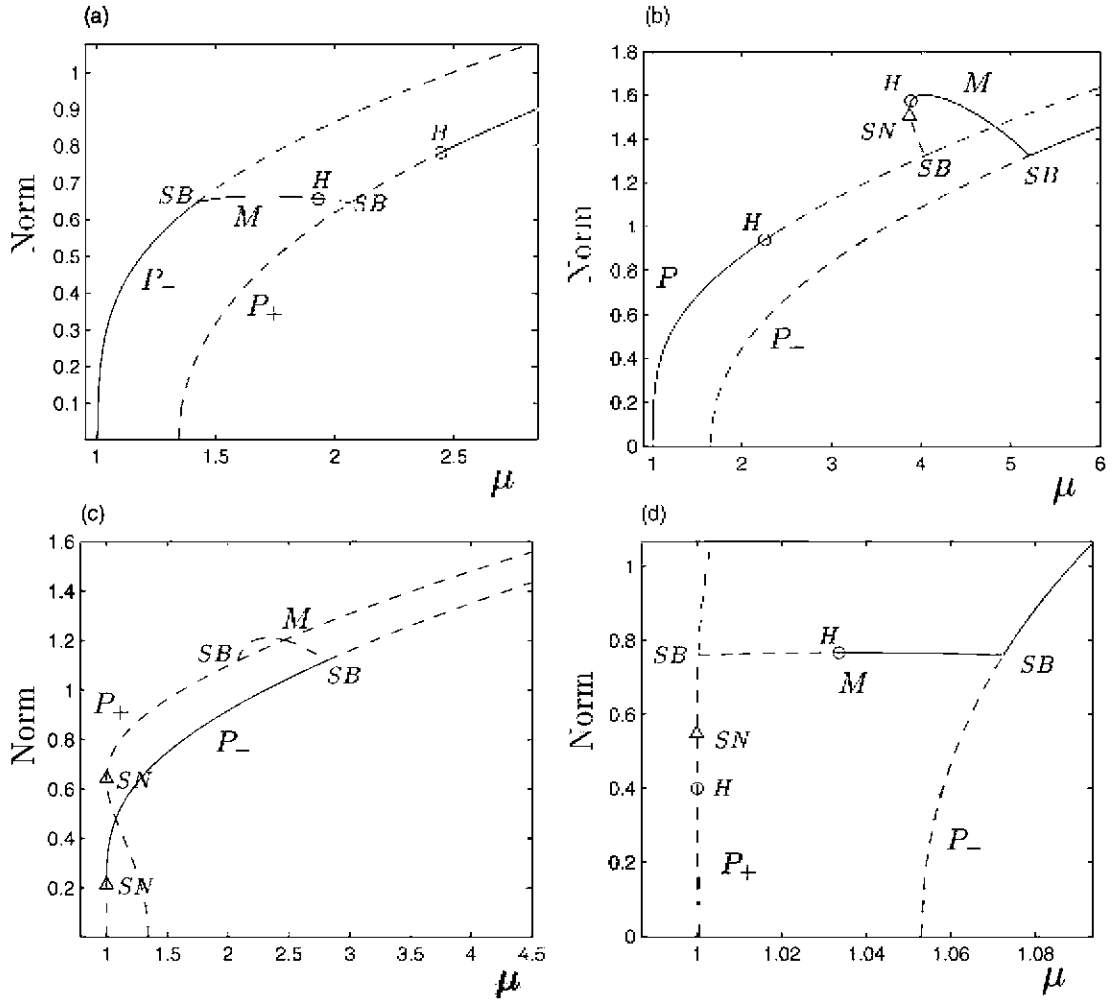 (a)
1
0.9
0.8
0.7
0.6
0.5
0.4
0.3
0.2
0.1
Norm
SB
H
M
SB
H
P−
P+
1
1.5
2
2.5
μ
(b)
1.8
1.6
1.4
1.2
1
0.8
0.6
0.4
0.2
0
Norm
H
M
SN
SB
SB
H
P
P−
1
2
3
4
5
6
μ
(c)
1.6
1.4
1.2
1
0.8
0.6
0.4
0.2
Norm
M
SB
SB
P+
P−
SN
SN
1
1.5
2
2.5
3
3.5
4
4.5
μ
(d)
1
0.8
0.6
0.4
0.2
0
Norm
SB
H
M
SB
SN
H
P+
P−
1
1.02
1.04
1.06
1.08
μ